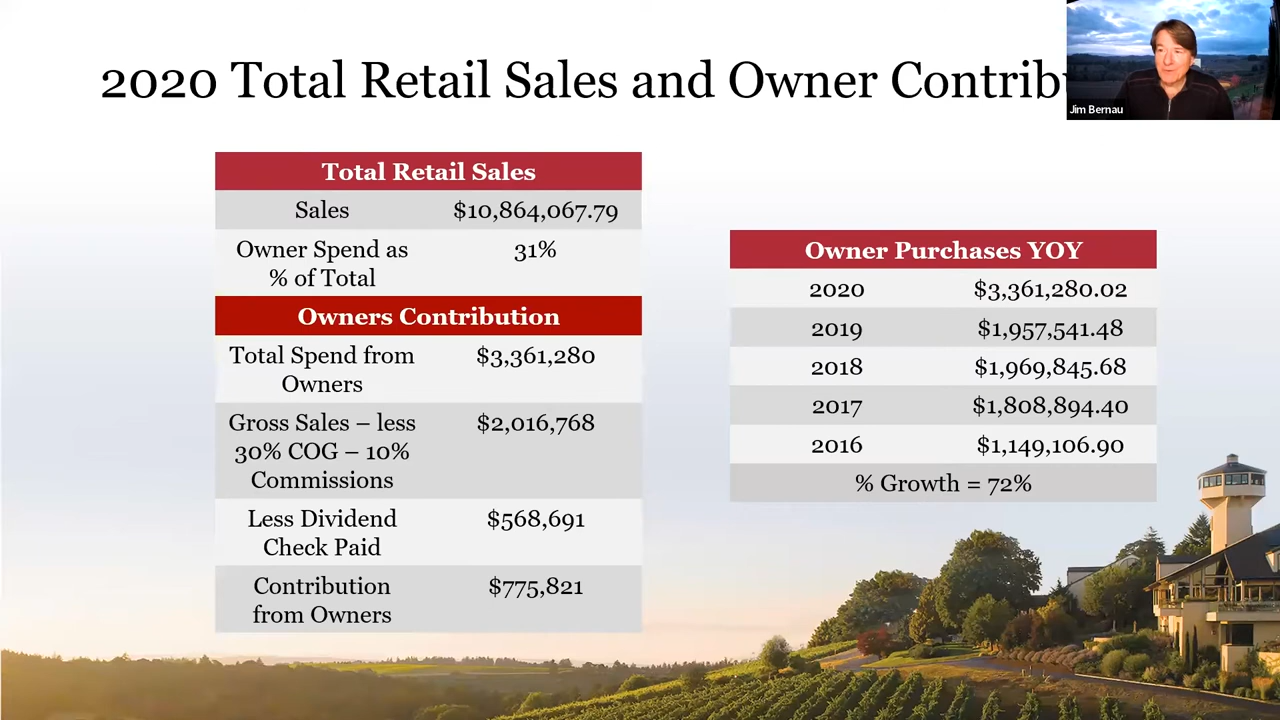 2020 Total Retail Sales and Owner Contrib
Jim Bernau
Total Retail Sales
Sales $10,864,067.79
Owner Spend as 31%
% of Total
Owners Contribution
Total Spend from $3,361,280
Owners
Gross Sales – less $2,016,768
30% COG – 10%
Commissions
Less Dividend $568,691
Check Paid
Contribution $775,821
from Owners
Owner Purchases YOY
2020 $3,361,280.02
2019 $1,957,541.48
2018 $1,969,845.68
2017 $1,808,894.40
2016 $1,149,106.90
% Growth = 72%